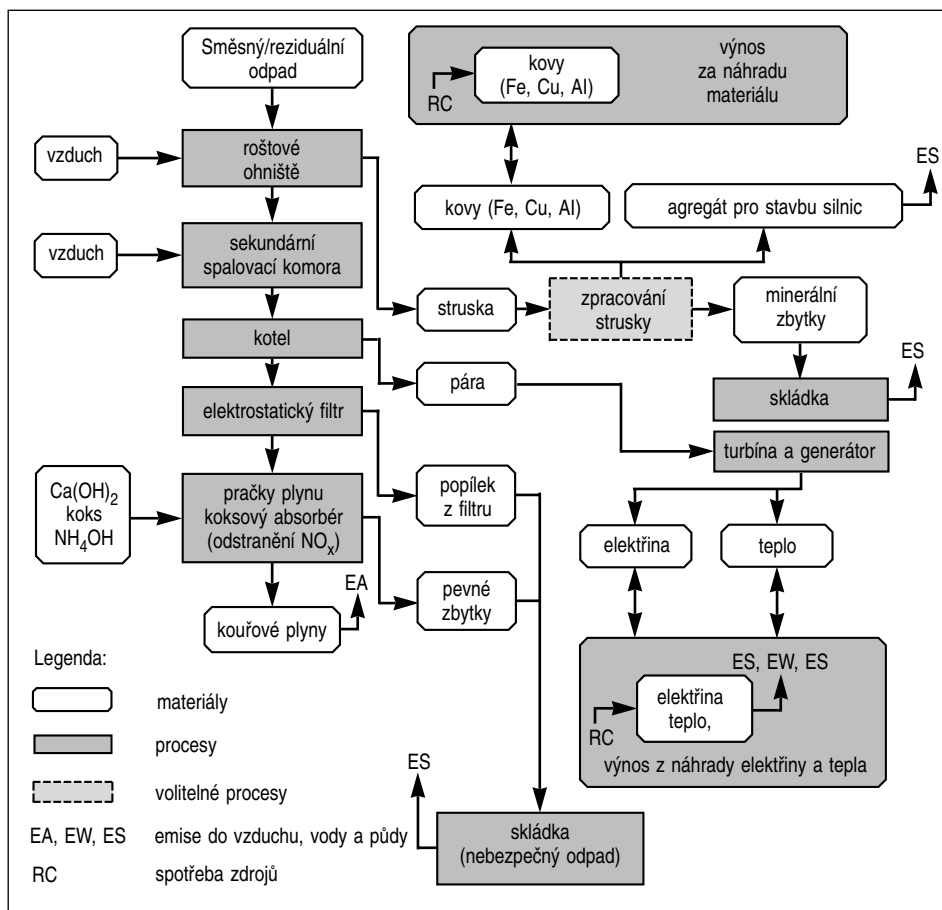 Směsný/reziduální
odpad
vzduch
roštové
ohniště
vzduch
sekundární
spalovací komora
kotel
elektrostatický filtr
Ca(OH)2
koks
NH4OH
pračky plynu
koksový absorbér
(odstranění NOx)
EA
kouřové plyny
kovy
(Fe, Cu, Al)
RC
výnos
za náhradu
materiálu
kovy (Fe, Cu, Al)
agregát pro stavbu silnic
ES
struska
zpracování
strusky
minerální
zbytky
ES
skládka
pára
turbína a generátor
popílek
z filtru
pevné
zbytky
elektřina
teplo
ES, EW, ES
elektřina
teplo,
RC
výnos z náhrady elektřiny a tepla
ES
skládka
(nebezpečný odpad)
Legenda:
materiály
procesy
volitelné procesy
EA, EW, ES emise do vzduchu, vody a půdy
RC spotřeba zdrojů